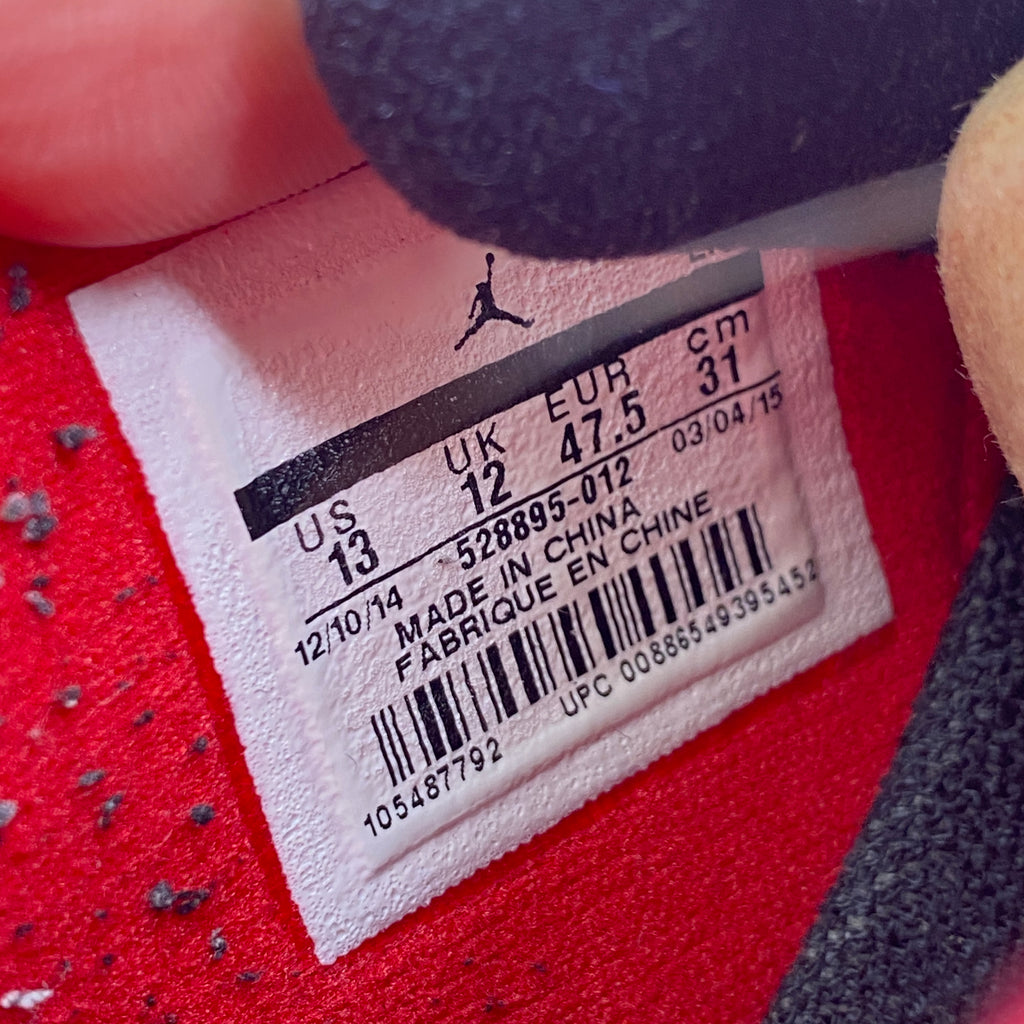 US UK EUR cm
13 12 47.5 31
12/10/14 528895-012 03/04/15
MADE IN CHINA
FABRIQUE EN CHINE
105487792 UPC 00886549395452